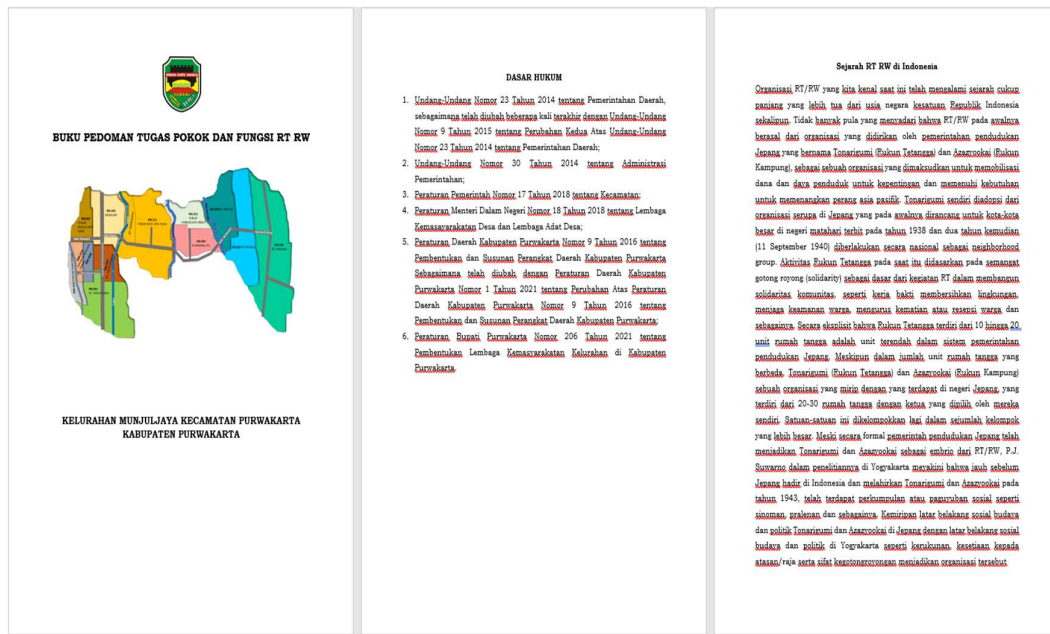 BUKU PEDOMAN TUGAS POKOK DAN FUNGSI RT RW
KELURAHAN MUNJULJAYA KECAMATAN PURWAKARTA
KABUPATEN PURWAKARTA
DASAR HUKUM
1. Undang-Undang Nomor 23 Tahun 2014 tentang Pemerintahan Daerah,
sebagaimana telah diubah beberapa kali terakhir dengan Undang-Undang
Nomor 9 Tahun 2015 tentang Perubahan Kedua Atas Undang-Undang
Nomor 23 Tahun 2014 tentang Pemerintahan Daerah;
2. Undang-Undang Nomor 30 Tahun 2014 tentang Administrasi
Pemerintahan;
3. Peraturan Pemerintah Nomor 17 Tahun 2018 tentang Kecamatan;
4. Peraturan Menteri Dalam Negeri Nomor 18 Tahun 2018 tentang Lembaga
Kemasyarakatan Desa dan Lembaga Adat Desa;
5. Peraturan Daerah Kabupaten Purwakarta Nomor 9 Tahun 2016 tentang
Pembentukan dan Susunan Perangkat Daerah Kabupaten Purwakarta
Sebagaimana telah diubah dengan Peraturan Daerah Kabupaten
Purwakarta Nomor 1 Tahun 2021 tentang Perubahan Atas Peraturan
Daerah Kabupaten Purwakarta Nomor 9 Tahun 2016 tentang
Pembentukan dan Susunan Perangkat Daerah Kabupaten Purwakarta;
6. Peraturan Bupati Purwakarta Nomor 206 Tahun 2021 tentang
Pembentukan Lembaga Kemasyarakatan Kelurahan di Kabupaten
Purwakarta.
Sejarah RT RW di Indonesia
Organisasi RT/RW yang kita kenal saat ini telah mengalami sejarah cukup
panjang yang lebih tua dari usia negara kesatuan Republik Indonesia
sekalipun. Tidak banyak pula yang menyadari bahwa RT/RW pada awalnya
berasal dari organisasi yang didirikan oleh pemerintahan pendudukan
Jepang yang bernama Tonarigumi (Rukun Tetangga) dan Azazyookai (Rukun
Kampung), sebagai sebuah organisasi yang dimaksudkan untuk memobilisasi
dana dan daya penduduk untuk kepentingan dan memenuhi kebutuhan
untuk memenangkan perang asia pasifik. Tonarigumi sendiri diadopsi dari
organisasi serupa di Jepang yang pada awalnya dirancang untuk kota-kota
besar di negeri matahari terbit pada tahun 1938 dan dua tahun kemudian
(11 September 1940) diberlakukan secara nasional sebagai neighborhood
group. Aktivitas Rukun Tetangga pada saat itu didasarkan pada semangat
gotong royong (solidarity) sebagai dasar dari kegiatan RT dalam membangun
solidaritas komunitas, seperti kerja bakti membersihkan lingkungan,
menjaga keamanan warga, mengurus kematian atau resepsi warga dan
sebagainya. Secara eksplisit bahwa Rukun Tetangga terdiri dari 10 hingga 20
unit rumah tangga adalah unit terendah dalam sistem pemerintahan
pendudukan Jepang. Meskipun dalam jumlah unit rumah tangga yang
berbeda, Tonarigumi (Rukun Tetangga) dan Azazyookai (Rukun Kampung)
sebuah organisasi yang mirip dengan yang terdapat di negeri Jepang, yang
terdiri dari 20-30 rumah tangga dengan ketua yang dipilih oleh mereka
sendiri. Satuan-satuan ini dikelompokkan lagi dalam sejumlah kelompok
yang lebih besar. Meski secara formal pemerintah pendudukan Jepang telah
menjadikan Tonarigumi dan Azazyookai sebagai embrio dari RT/RW, P.J.
Suwarno dalam penelitiannya di Yogyakarta meyakini bahwa jauh sebelum
Jepang hadir di Indonesia dan melahirkan Tonarigumi dan Azazyookai pada
tahun 1943, telah terdapat perkumpulan atau paguyuban sosial seperti
sinoman, pralenan dan sebagainya. Kemiripan latar belakang sosial budaya
dan politik Tonarigumi dan Azazyookai di Jepang dengan latar belakang sosial
budaya dan politik di Yogyakarta seperti kerukunan, kesetiaan kepada
atasan/raja serta sifat kegotongroyongan menjadikan organisasi tersebut